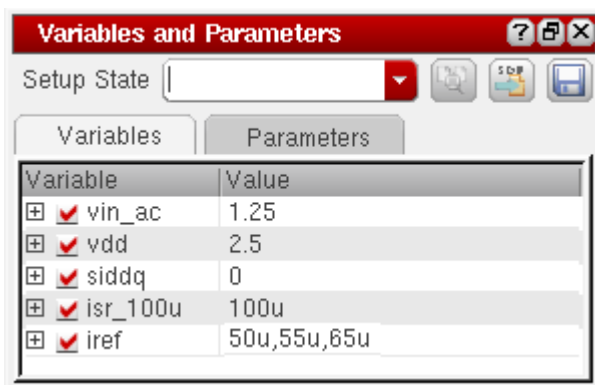 Variables and Parameters
Setup State
Variables Parameters
Variable Value
vin_ac 1.25
vdd 2.5
siddq 0
isr_100u 100u
iref 50u,55u,65u